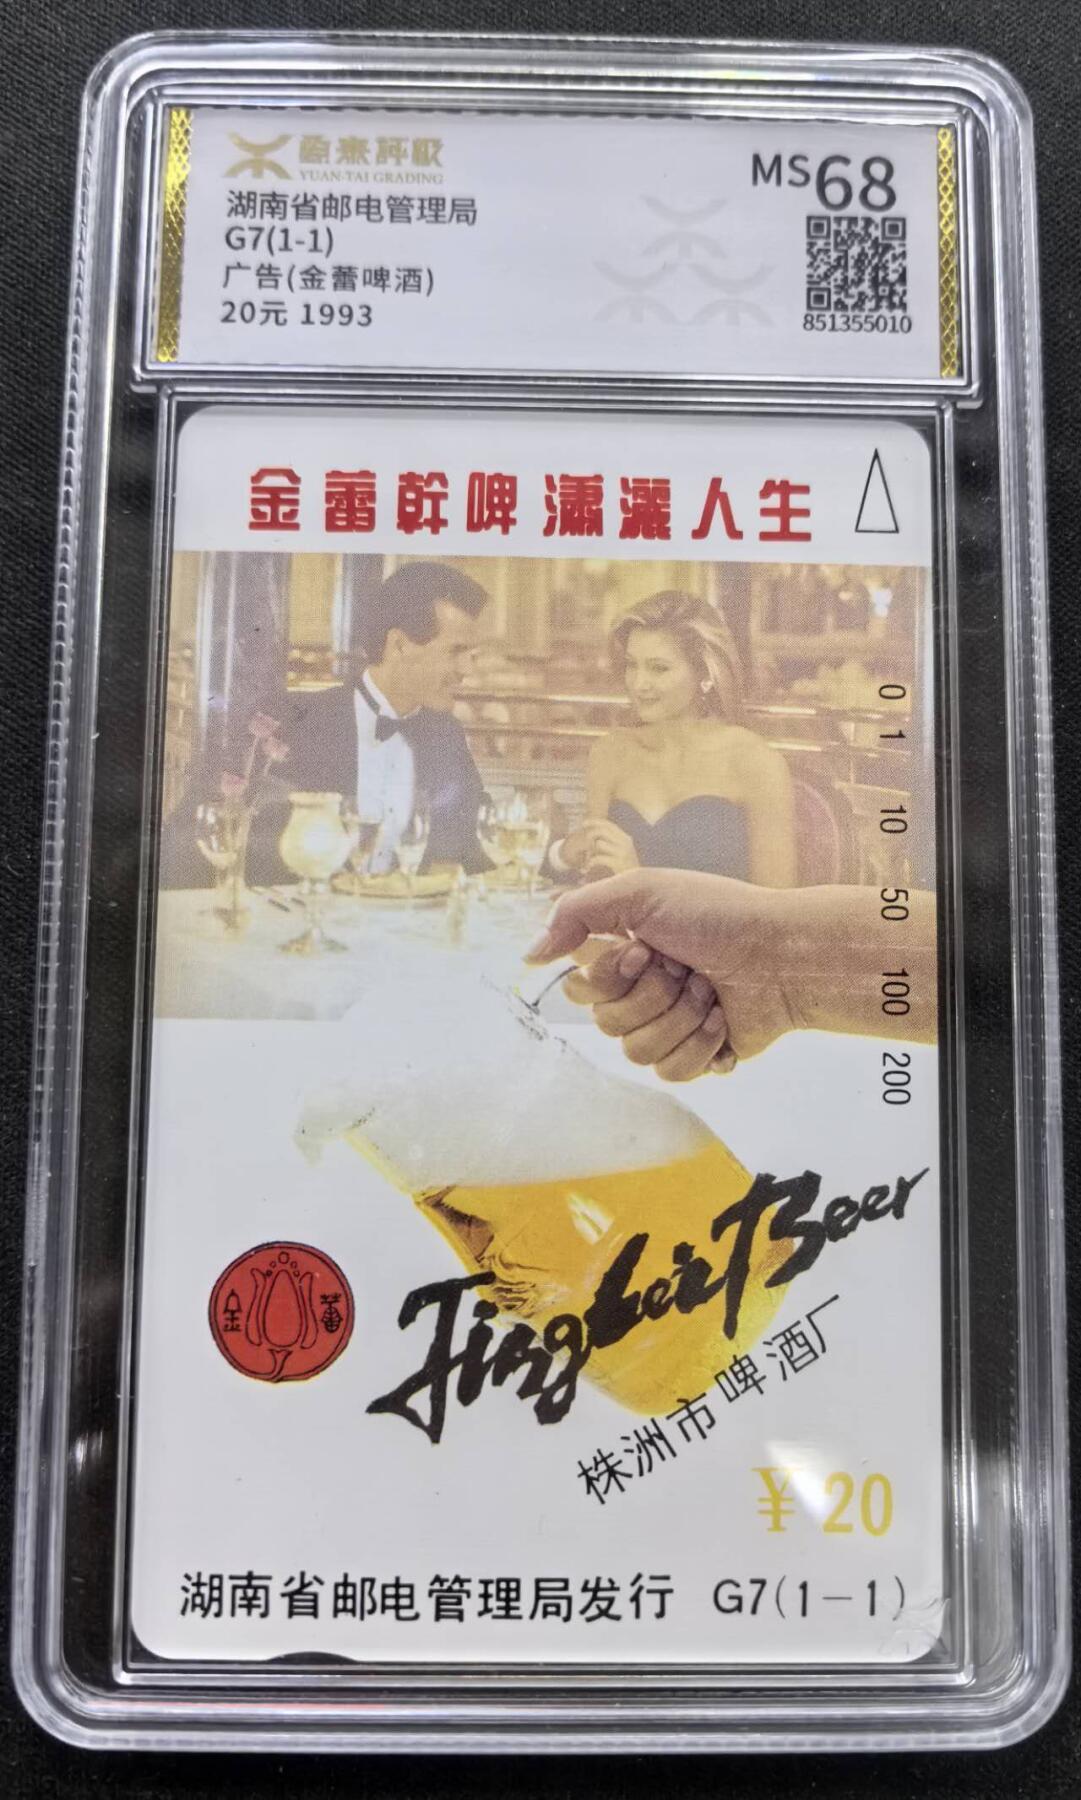 源泰評級
YUAN-TAI GRADING
湖南省邮电管理局
G7(1-1)
广告(金蕾啤酒)
20元 1993
MS68
851355010
金蕾幹啤 瀟灑人生
0 1 10 50 100 200
JingLei Beer
金蕾
株洲市啤酒厂
¥20
湖南省邮电管理局发行 G7(1-1)